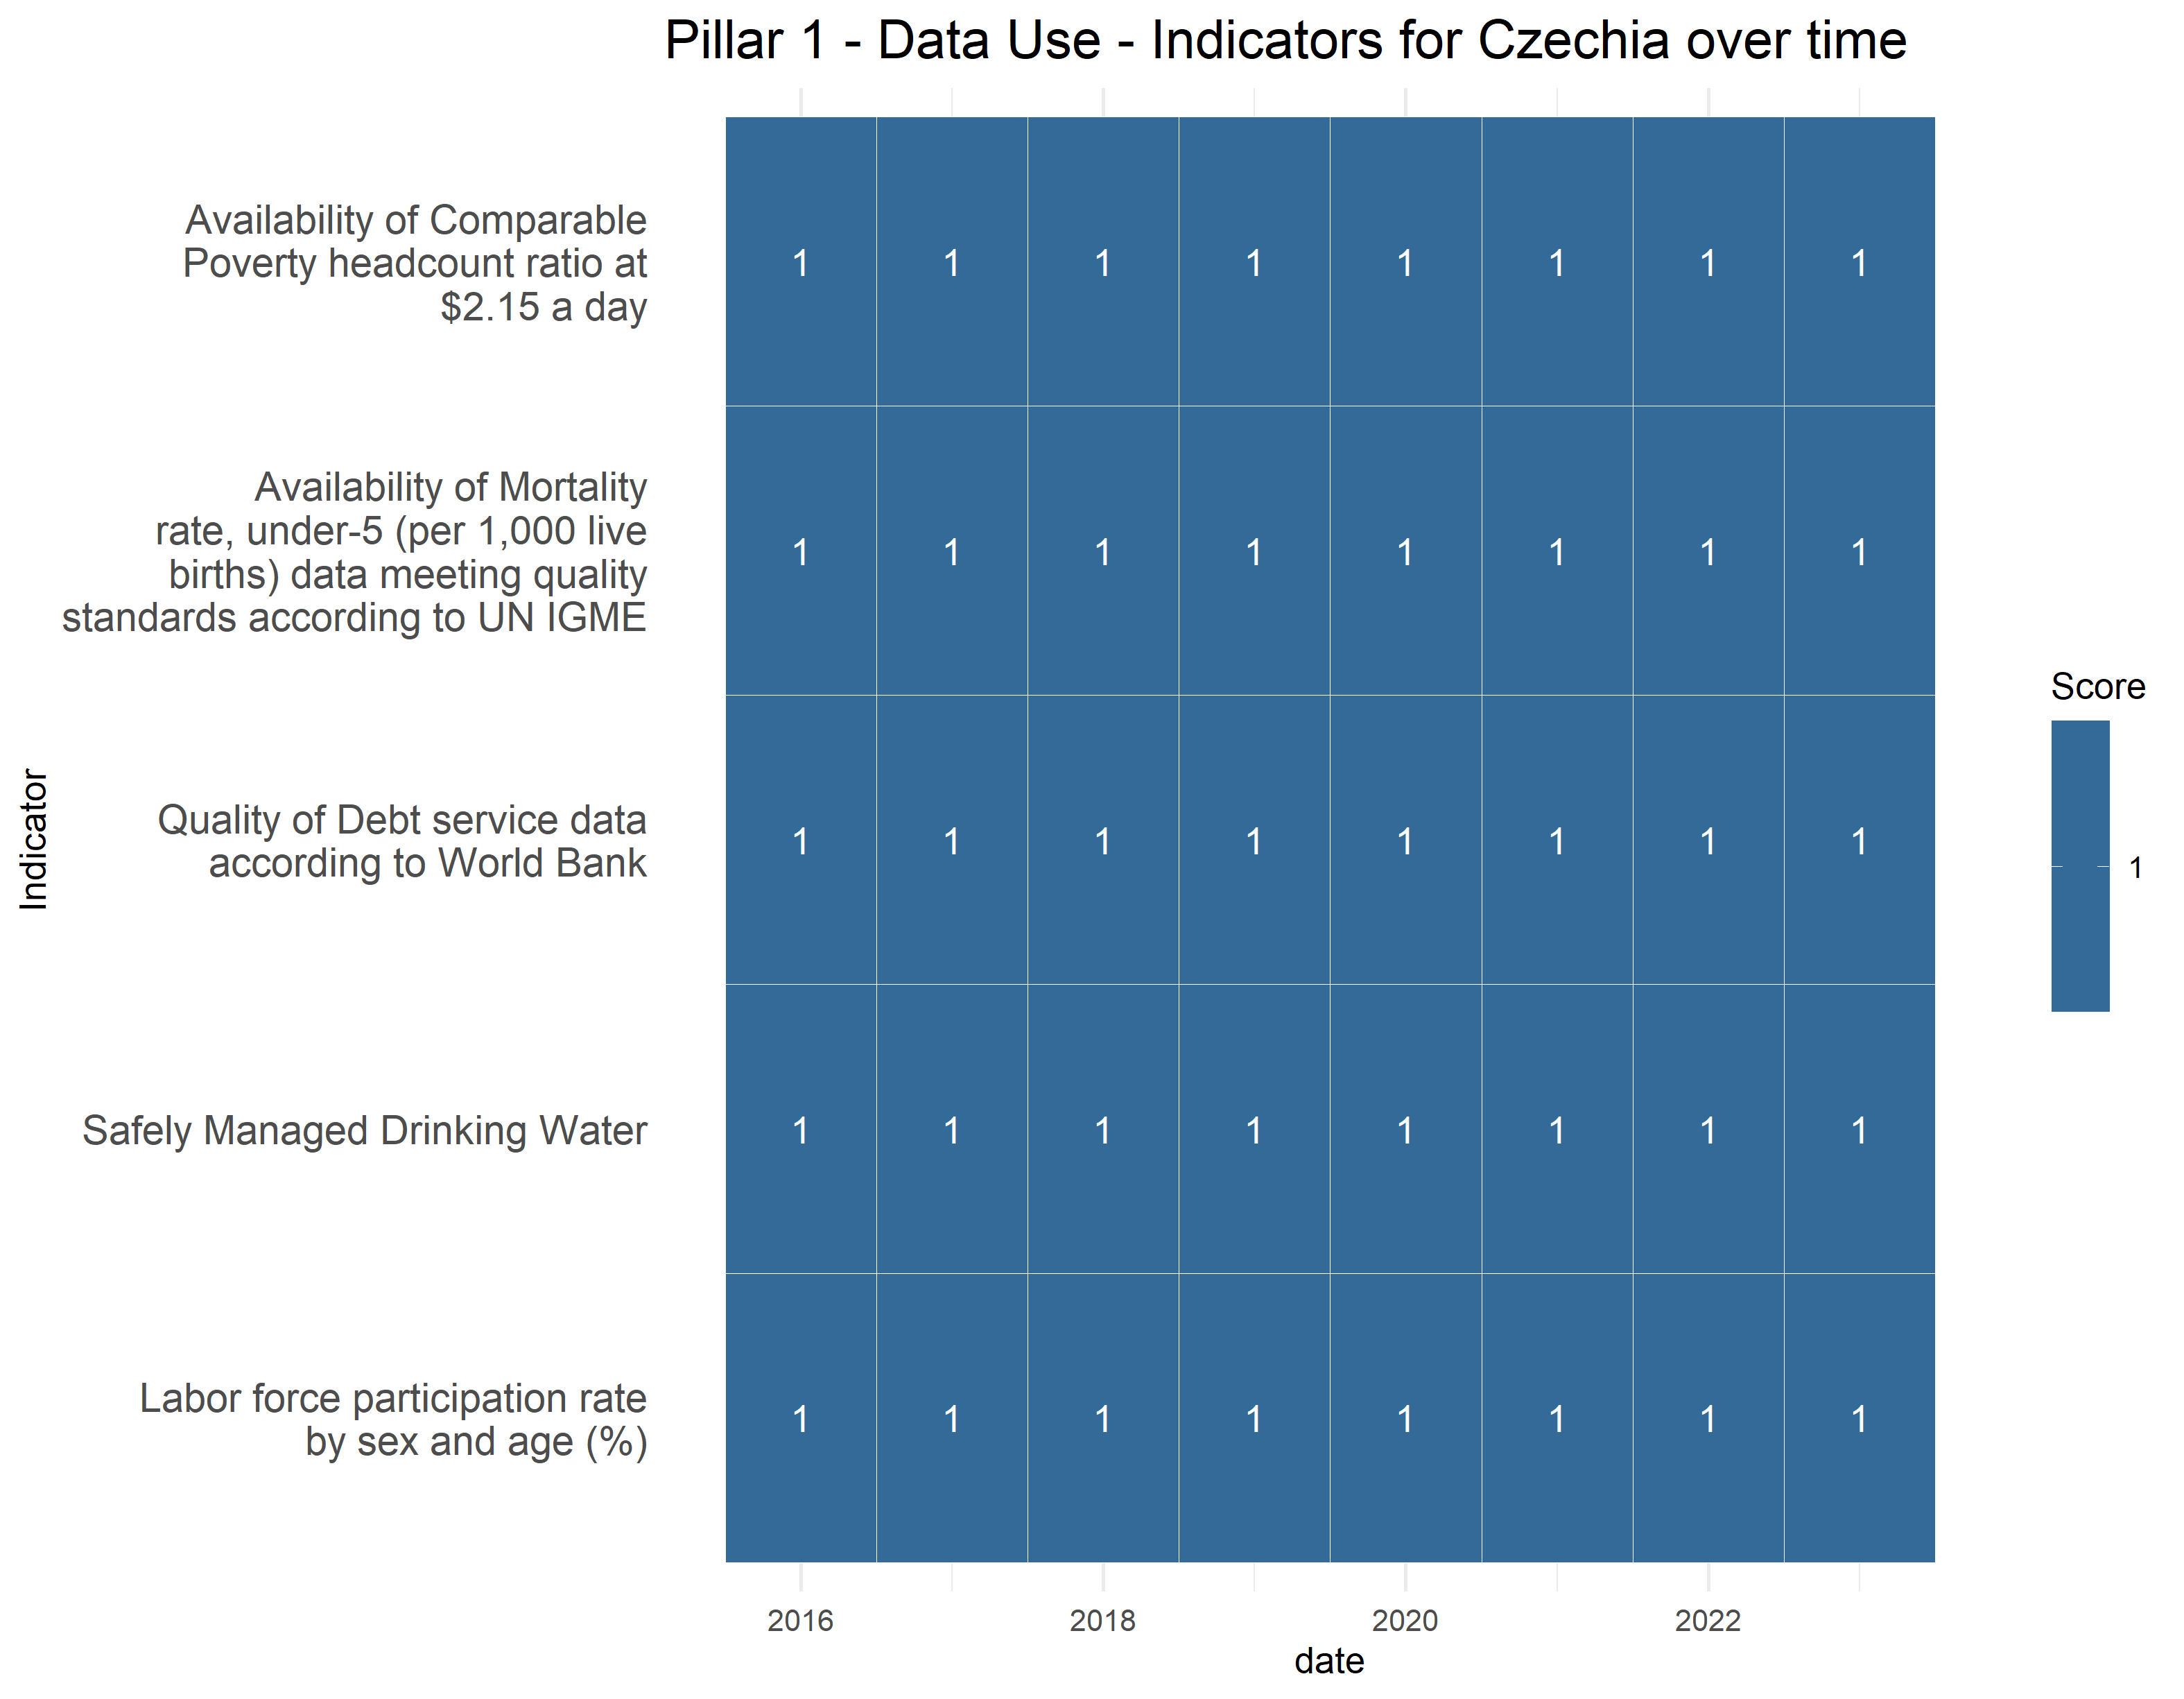 Pillar 1 - Data Use - Indicators for Czechia over time
Indicator
Availability of Comparable
Poverty headcount ratio at
$2.15 a day
1 1 1 1 1 1 1 1
Availability of Mortality
rate, under-5 (per 1,000 live
births) data meeting quality
standards according to UN IGME
1 1 1 1 1 1 1 1
Quality of Debt service data
according to World Bank
1 1 1 1 1 1 1 1
Safely Managed Drinking Water
1 1 1 1 1 1 1 1
Labor force participation rate
by sex and age (%)
1 1 1 1 1 1 1 1
2016 2018 2020 2022
date
Score
1